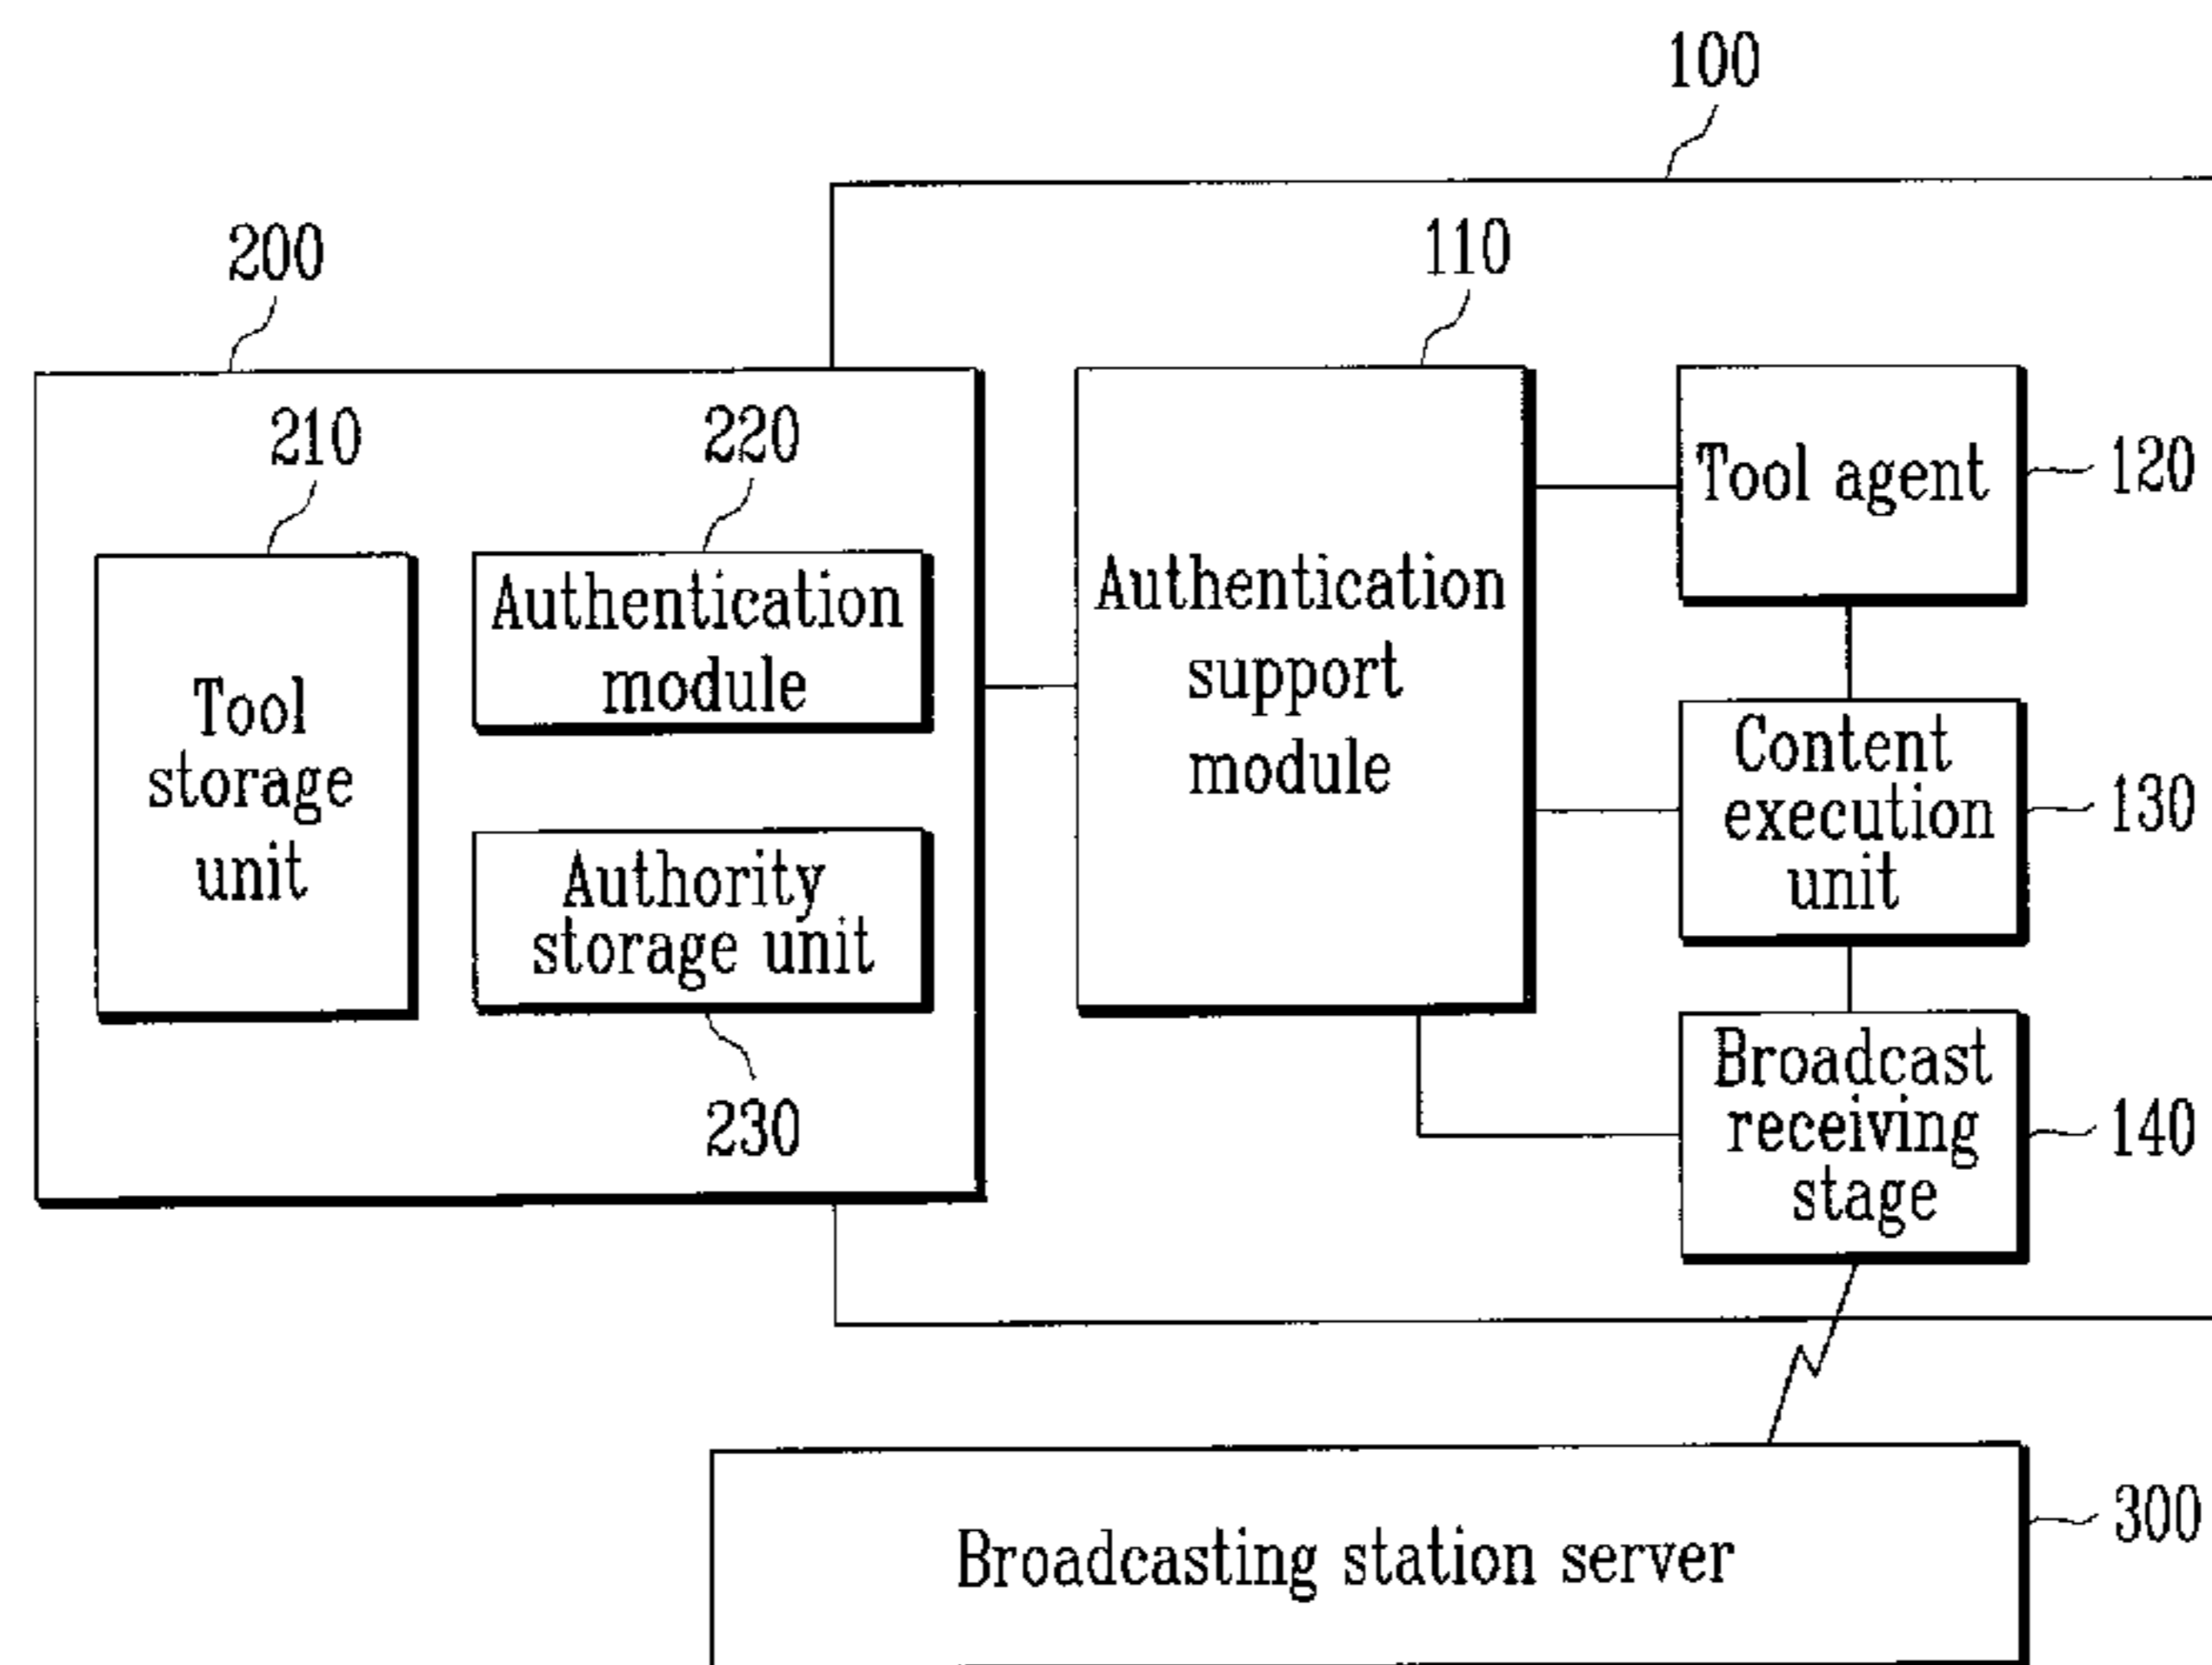 100
200
110
210
220
Tool agent
120
Authentication
module
Authentication
support
module
Tool
storage
unit
Content
execution
unit
130
Authority
storage unit
230
Broadcast
receiving
stage
140
Broadcasting station server
300